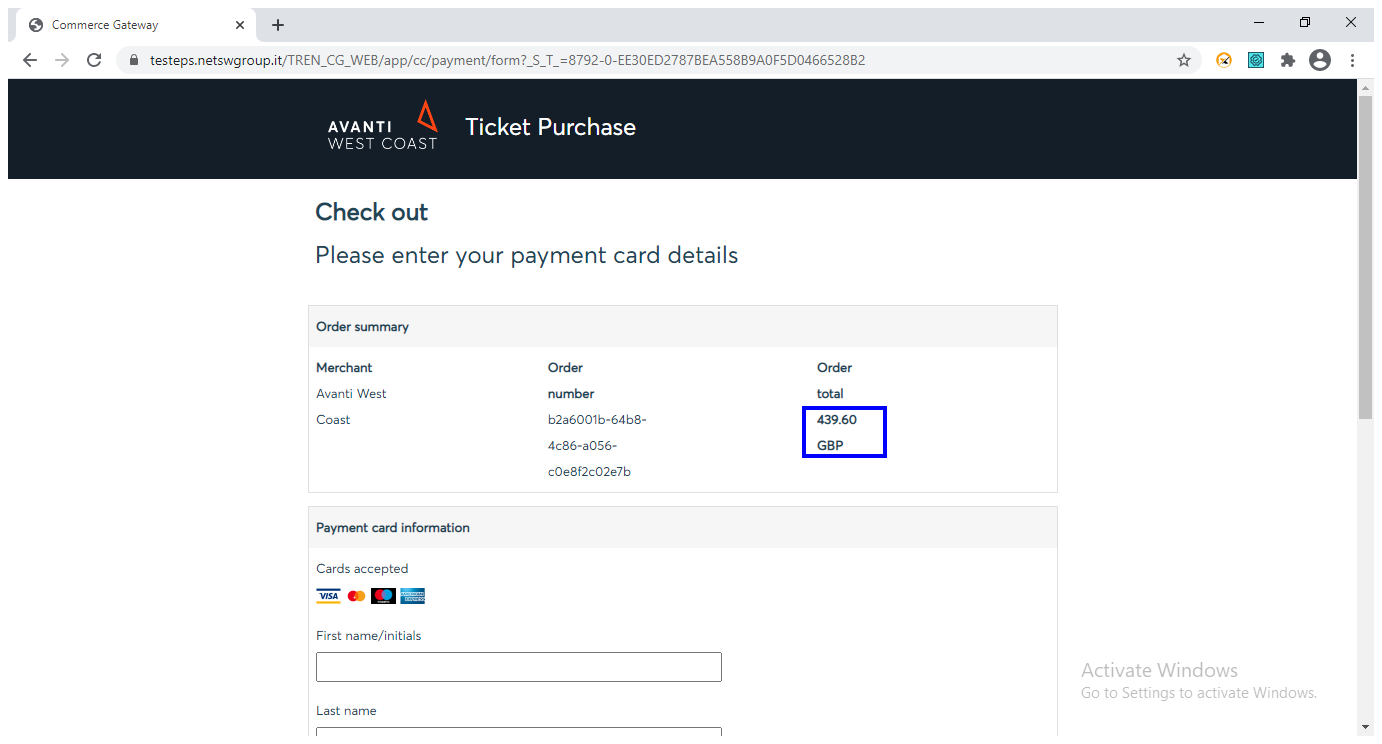 Commerce Gateway
testeps.netswgroup.it/TREN_CG_WEB/app/cc/payment/form?_S_T_=8792-0-EE30ED2787BEA558B9A0F5D0466528B2
AVANTI
WEST COAST
Ticket Purchase
Check out
Please enter your payment card details
Order summary
Merchant Order Order
Avanti West number total
Coast b2a6001b-64b8- 439.60
4c86-a056- GBP
c0e8f2c02e7b
Payment card information
Cards accepted
VISA
First name/initials
Last name
Activate Windows
Go to Settings to activate Windows.